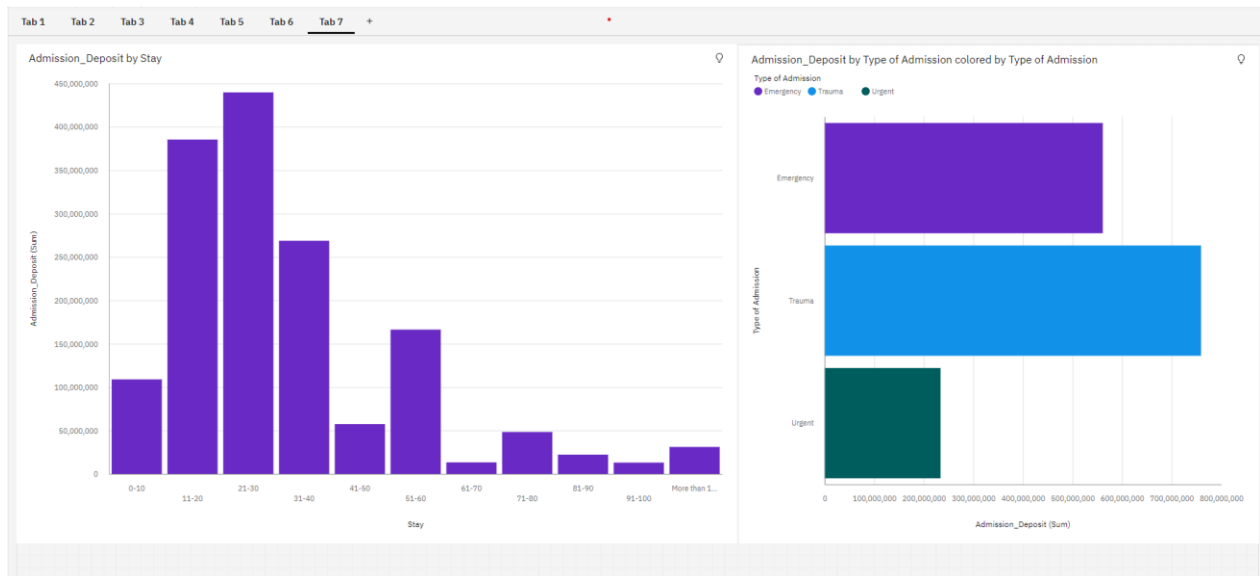 Tab 1 Tab 2 Tab 3 Tab 4 Tab 5 Tab 6 Tab 7 +
Admission_Deposit by Stay
450,000,000
400,000,000
350,000,000
300,000,000
250,000,000
200,000,000
150,000,000
100,000,000
50,000,000
0
Admission_Deposit (Sum)
0-10 11-20 21-30 31-40 41-50 51-60 61-70 71-80 81-90 91-100 More than 1...
Stay
Admission_Deposit by Type of Admission colored by Type of Admission
Type of Admission
Emergency Trauma Urgent
Type of Admission
Emergency
Trauma
Urgent
0 100,000,000 200,000,000 300,000,000 400,000,000 500,000,000 600,000,000 700,000,000 800,000,000
Admission_Deposit (Sum)